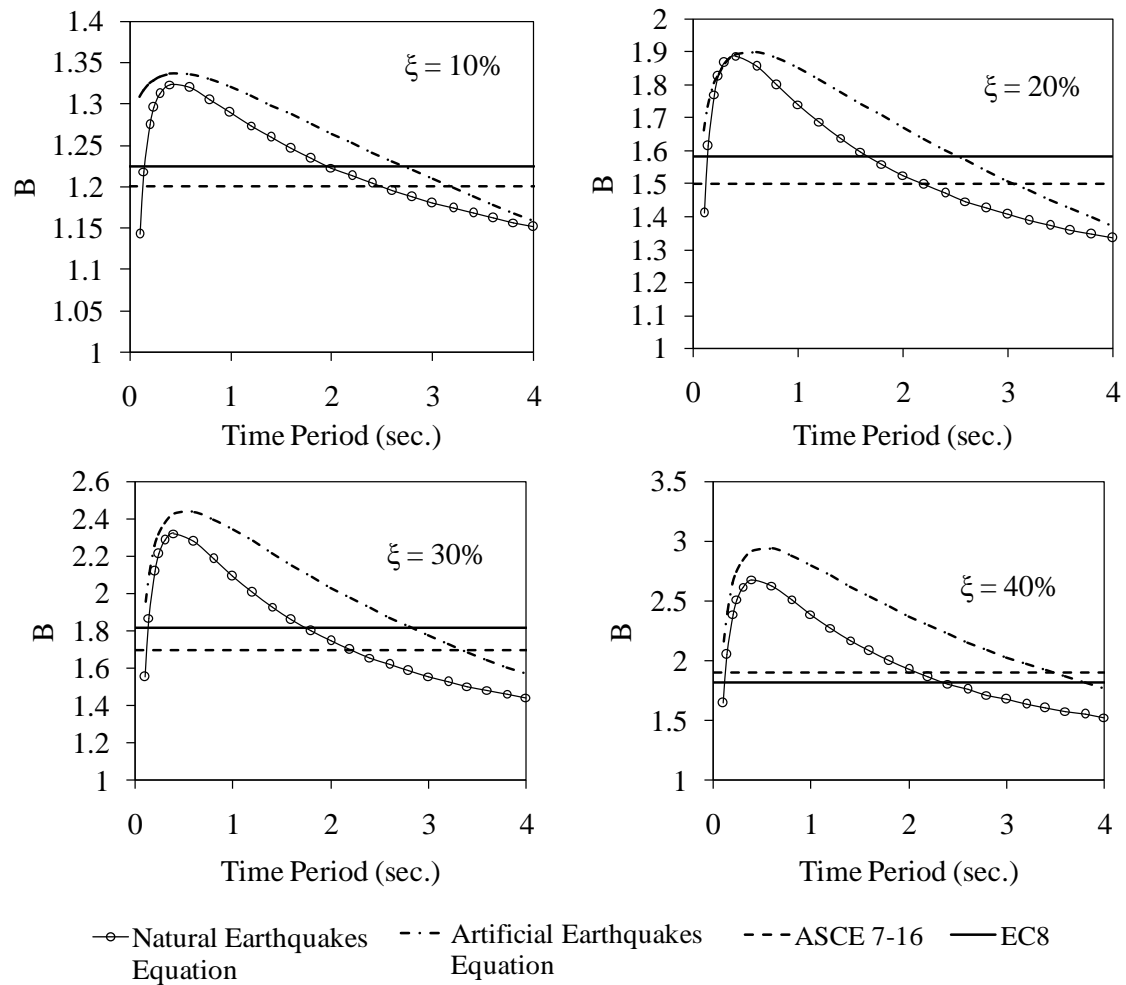 1.4
1.35
1.3
1.25
1.2
1.15
1.1
1.05
1
B
ξ = 10%
0 1 2 3 4
Time Period (sec.)
2
1.9
1.8
1.7
1.6
1.5
1.4
1.3
1.2
1.1
1
B
ξ = 20%
0 1 2 3 4
Time Period (sec.)
2.6
2.4
2.2
2
1.8
1.6
1.4
1.2
1
B
ξ = 30%
0 1 2 3 4
Time Period (sec.)
3.5
3
2.5
2
1.5
1
B
ξ = 40%
0 1 2 3 4
Time Period (sec.)
Natural Earthquakes
Equation
Artificial Earthquakes
Equation
ASCE 7-16
EC8